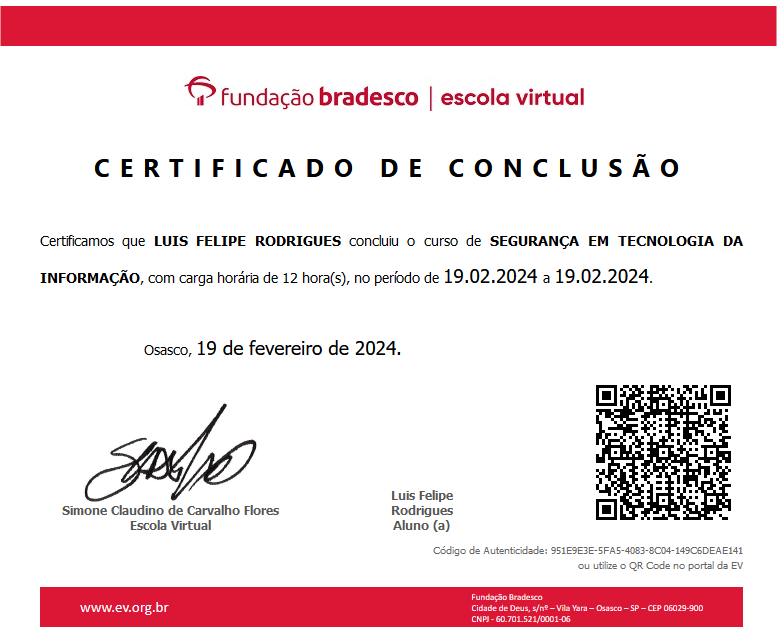 fundação bradesco | escola virtual
CERTIFICADO DE CONCLUSÃO
Certificamos que LUIS FELIPE RODRIGUES concluiu o curso de SEGURANÇA EM TECNOLOGIA DA
INFORMAÇÃO, com carga horária de 12 hora(s), no período de 19.02.2024 a 19.02.2024.
Osasco, 19 de fevereiro de 2024.
Simone Claudino de Carvalho Flores
Escola Virtual
Luis Felipe
Rodrigues
Aluno (a)
Código de Autenticidade: 951E9E3E-5FA5-4083-8C04-149C6DEAE141
ou utilize o QR Code no portal da EV
www.ev.org.br
Fundação Bradesco
Cidade de Deus, s/nº – Vila Yara – Osasco – SP – CEP 06029-900
CNPJ - 60.701.521/0001-06